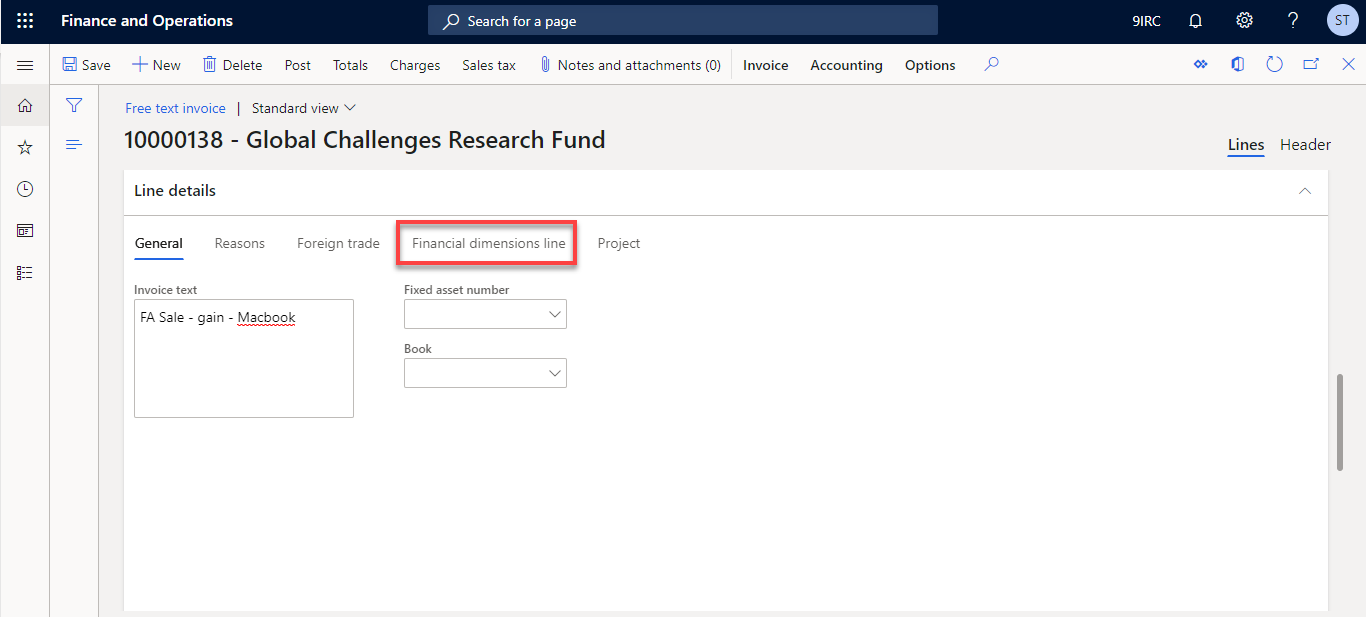 Finance and Operations
Search for a page
9IRC
?
ST
Save
New
Delete
Post
Totals
Charges
Sales tax
Notes and attachments (0)
Invoice
Accounting
Options
Free text invoice | Standard view
10000138 - Global Challenges Research Fund
Lines
Header
Line details
General
Reasons
Foreign trade
Financial dimensions line
Project
Invoice text
FA Sale - gain - Macbook
Fixed asset number
Book